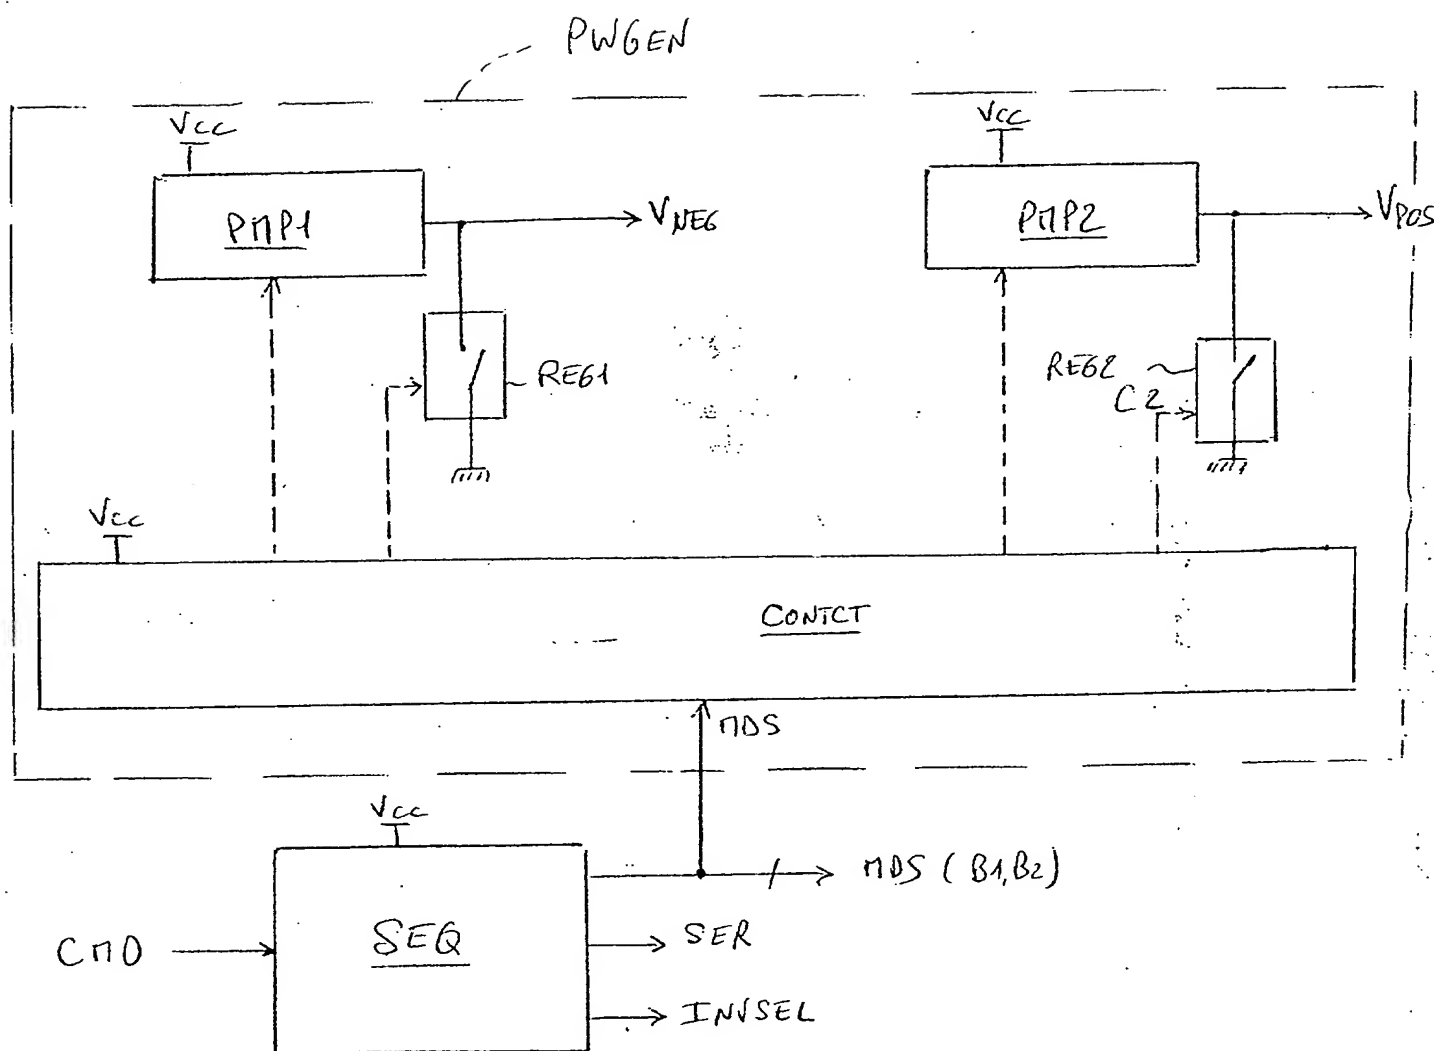 PWGEN
Vcc
Vcc
PMP1
VNEG
PMP2
VPOS
REG1
REG2
C2
Vcc
CONTCT
MDS
Vcc
MDS (B1,B2)
CMD
SEQ
SER
INVSEL